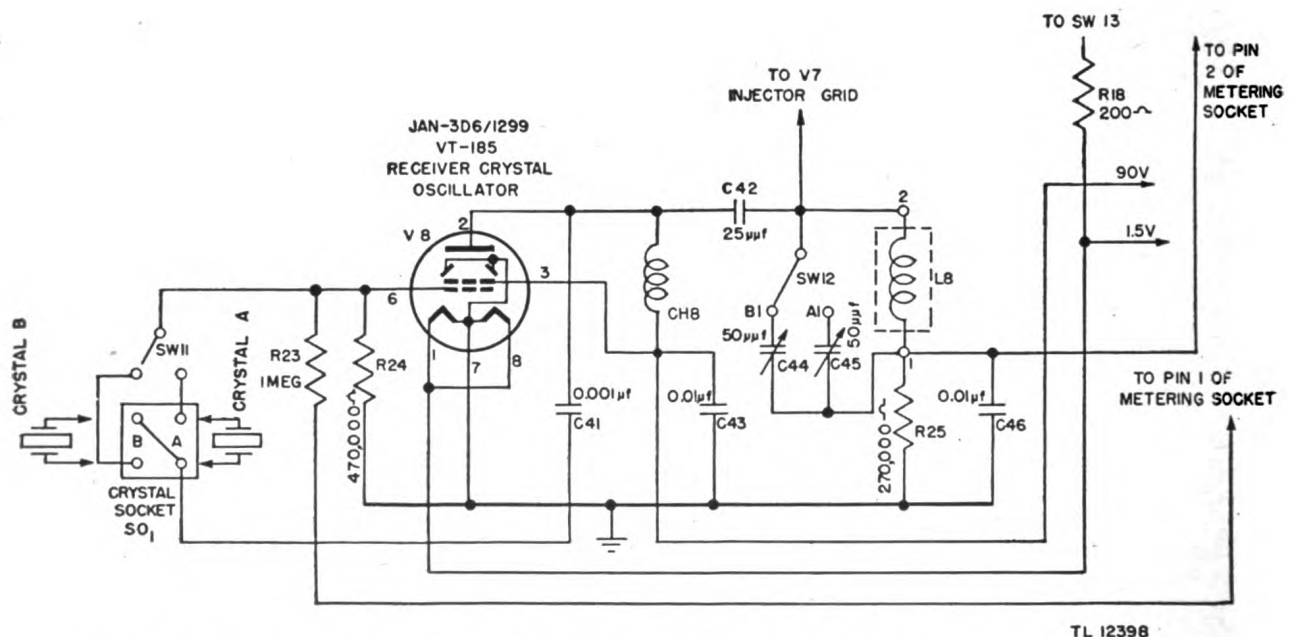 TO SW 13
R18
200~
TO PIN
2 OF
METERING
SOCKET
TO V7
INJECTOR GRID
JAN-3D6/1299
VT-185
RECEIVER CRYSTAL
OSCILLATOR
V 8
2
3
6
1
7
8
C42
25µµf
2
90V
1.5V
L8
SW12
B1
A1
50µµf
C44
50µµf
C45
1
CH8
CRYSTAL B
SW11
CRYSTAL A
R23
1 MEG
R24
470,000~
0.001µf
C41
0.01µf
C43
270,000~
R25
0.01µf
C46
TO PIN 1 OF
METERING SOCKET
B
A
CRYSTAL
SOCKET
SO1
TL 12398